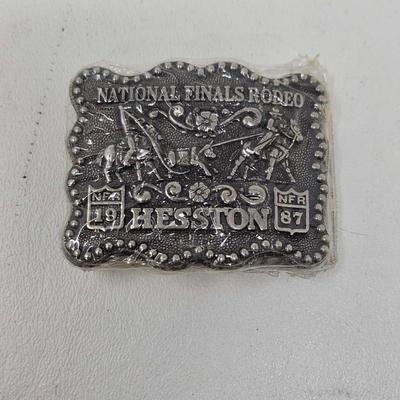 NATIONAL FINALS RODEO
NFR NFR
19 HESSTON 87